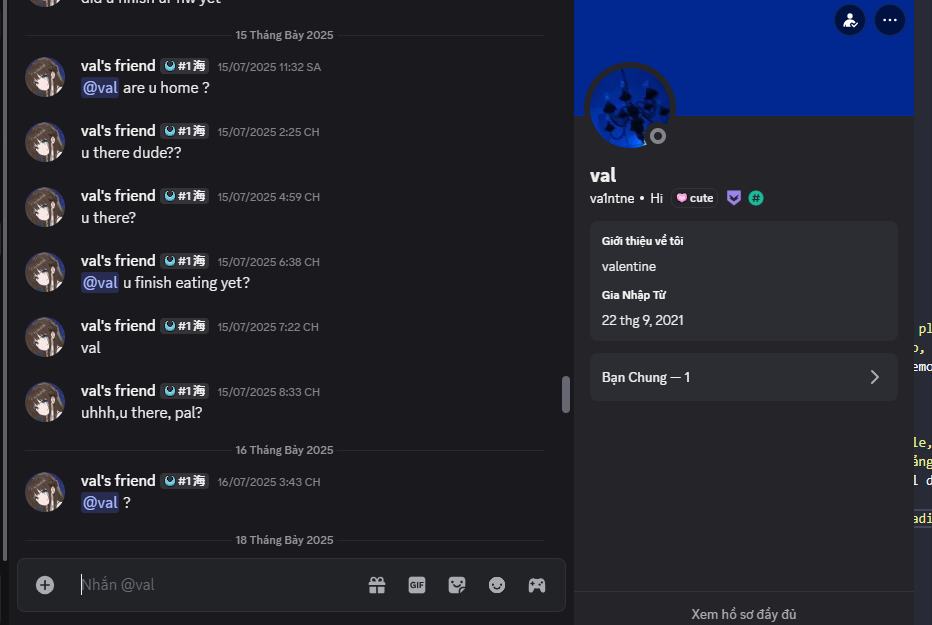 did u finish ur hw yet
15 Tháng Bảy 2025
val's friend #1海 15/07/2025 11:32 SA
@val are u home ?
val's friend #1海 15/07/2025 2:25 CH
u there dude??
val's friend #1海 15/07/2025 4:59 CH
u there?
val's friend #1海 15/07/2025 6:38 CH
@val u finish eating yet?
val's friend #1海 15/07/2025 7:22 CH
val
val's friend #1海 15/07/2025 8:33 CH
uhhh,u there, pal?
16 Tháng Bảy 2025
val's friend #1海 16/07/2025 3:43 CH
@val ?
18 Tháng Bảy 2025
Nhắn @val
GIF
val
va1ntne • Hi cute #
Giới thiệu về tôi
valentine
Gia Nhập Từ
22 thg 9, 2021
Bạn Chung — 1
Xem hồ sơ đầy đủ